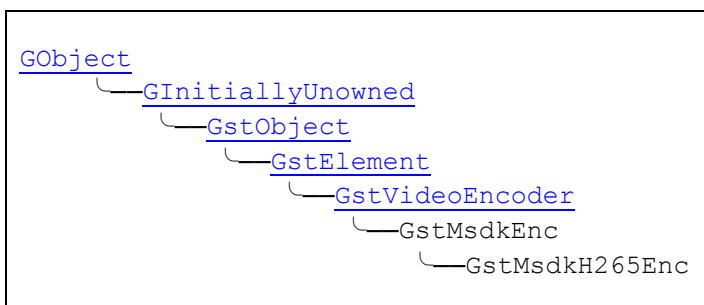 GObject
╰──GInitiallyUnowned
╰──GstObject
╰──GstElement
╰──GstVideoEncoder
╰──GstMsdkEnc
╰──GstMsdkH265Enc